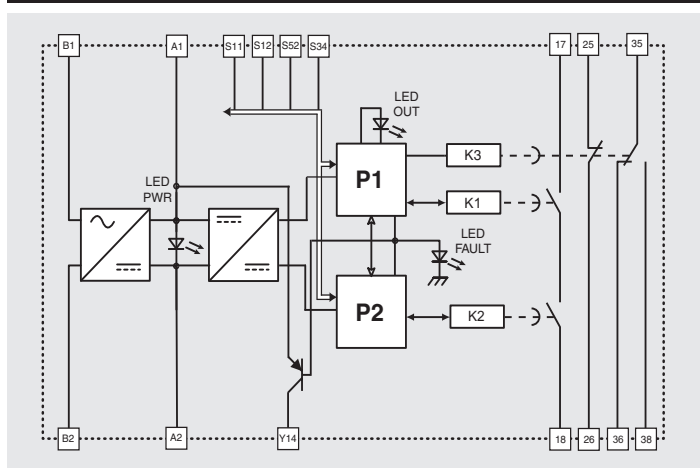 B1 A1 S11 S12 S52 S34 17 25 35
LED
OUT
P1
K3
LED
PWR
K1
LED
FAULT
P2
K2
B2 A2 Y14 18 26 36 38